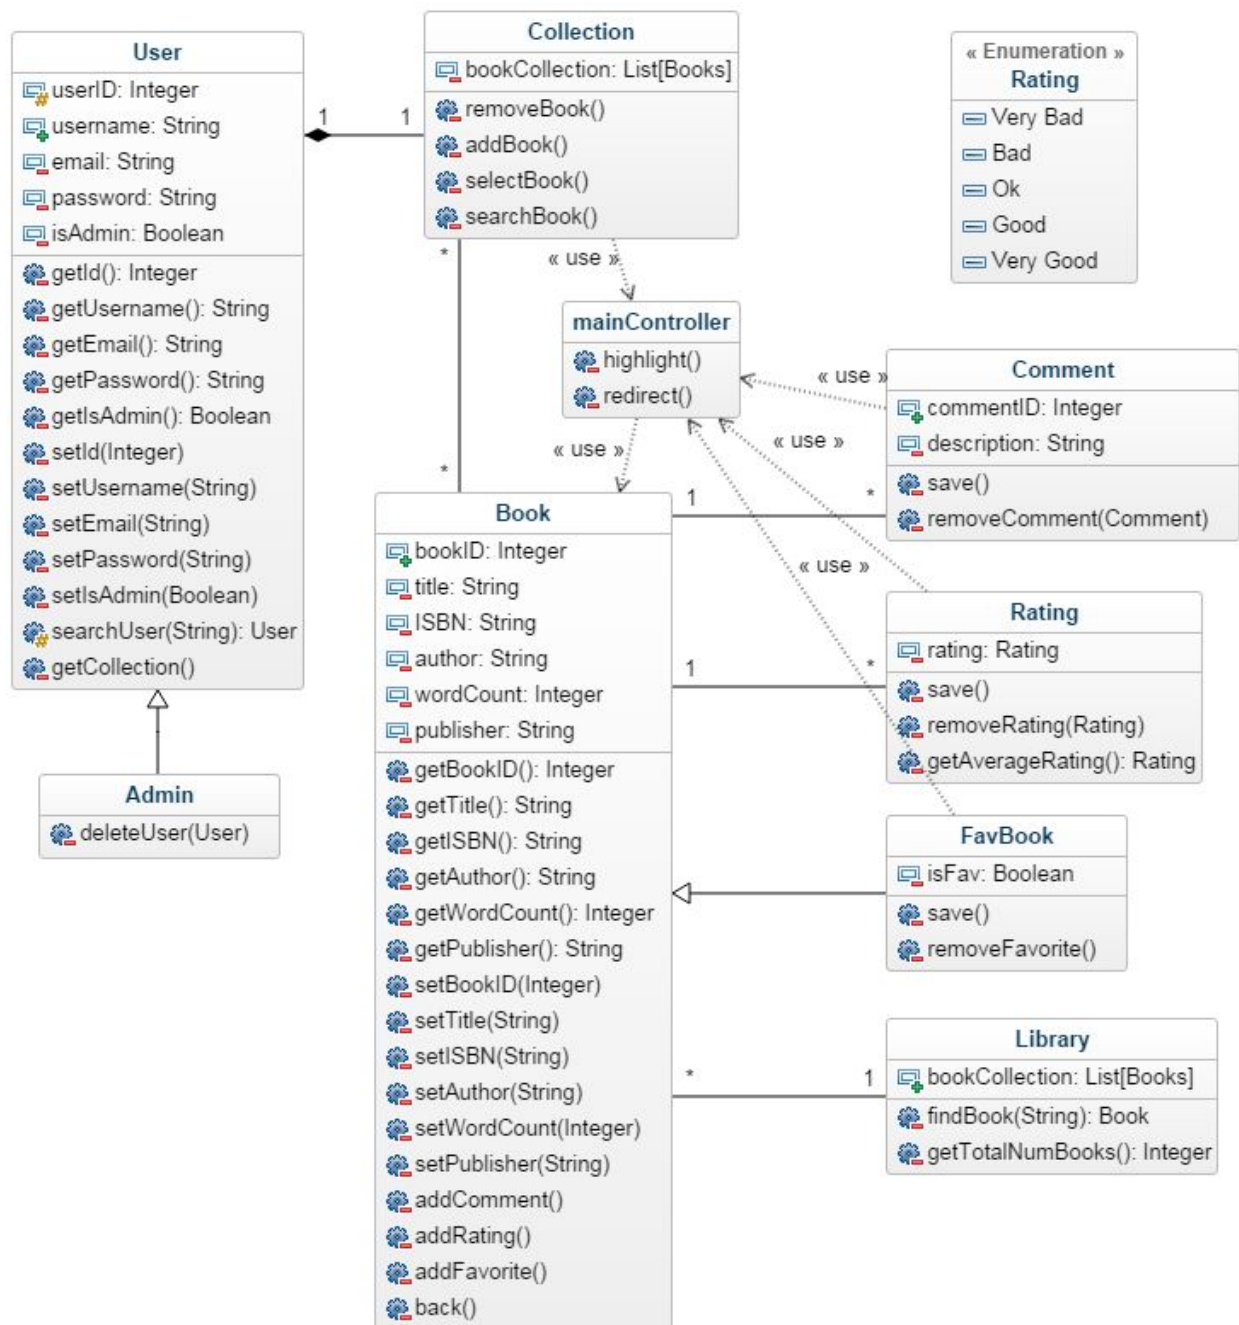 User
userID: Integer
username: String
email: String
password: String
isAdmin: Boolean
getId(): Integer
getUsername(): String
getEmail(): String
getPassword(): String
getIsAdmin(): Boolean
setId(Integer)
setUsername(String)
setEmail(String)
setPassword(String)
setIsAdmin(Boolean)
searchUser(String): User
getCollection()
Admin
deleteUser(User)
1
1
Collection
bookCollection: List[Books]
removeBook()
addBook()
selectBook()
searchBook()
*
« use »
mainController
highlight()
redirect()
« use »
*
Book
bookID: Integer
title: String
ISBN: String
author: String
wordCount: Integer
publisher: String
getBookID(): Integer
getTitle(): String
getISBN(): String
getAuthor(): String
getWordCount(): Integer
getPublisher(): String
setBookID(Integer)
setTitle(String)
setISBN(String)
setAuthor(String)
setWordCount(Integer)
setPublisher(String)
addComment()
addRating()
addFavorite()
back()
« Enumeration »
Rating
Very Bad
Bad
Ok
Good
Very Good
« use »
Comment
commentID: Integer
description: String
save()
removeComment(Comment)
« use »
1
*
« use »
Rating
rating: Rating
save()
removeRating(Rating)
getAverageRating(): Rating
1
*
FavBook
isFav: Boolean
save()
removeFavorite()
Library
bookCollection: List[Books]
findBook(String): Book
getTotalNumBooks(): Integer
*
1